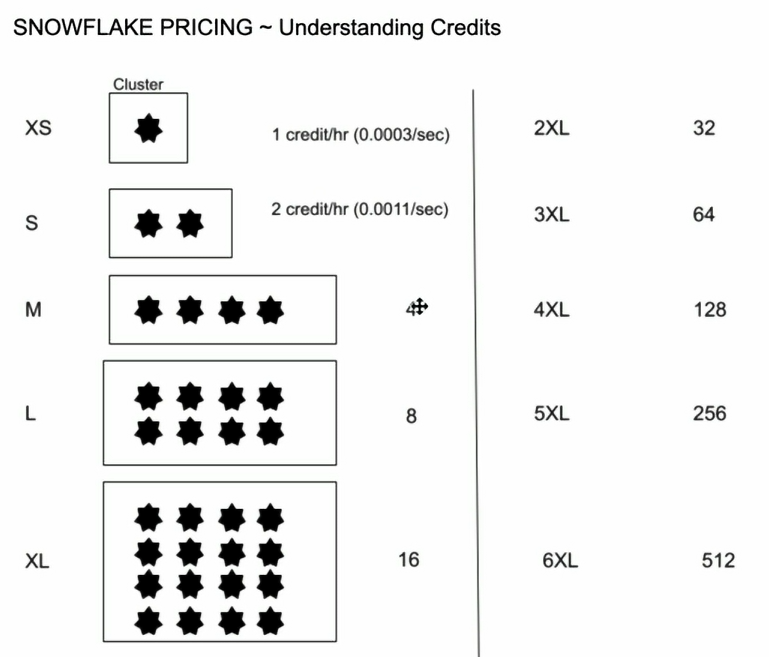 SNOWFLAKE PRICING ~ Understanding Credits
Cluster
XS 1 credit/hr (0.0003/sec)
S 2 credit/hr (0.0011/sec)
M 4
L 8
XL 16
2XL 32
3XL 64
4XL 128
5XL 256
6XL 512